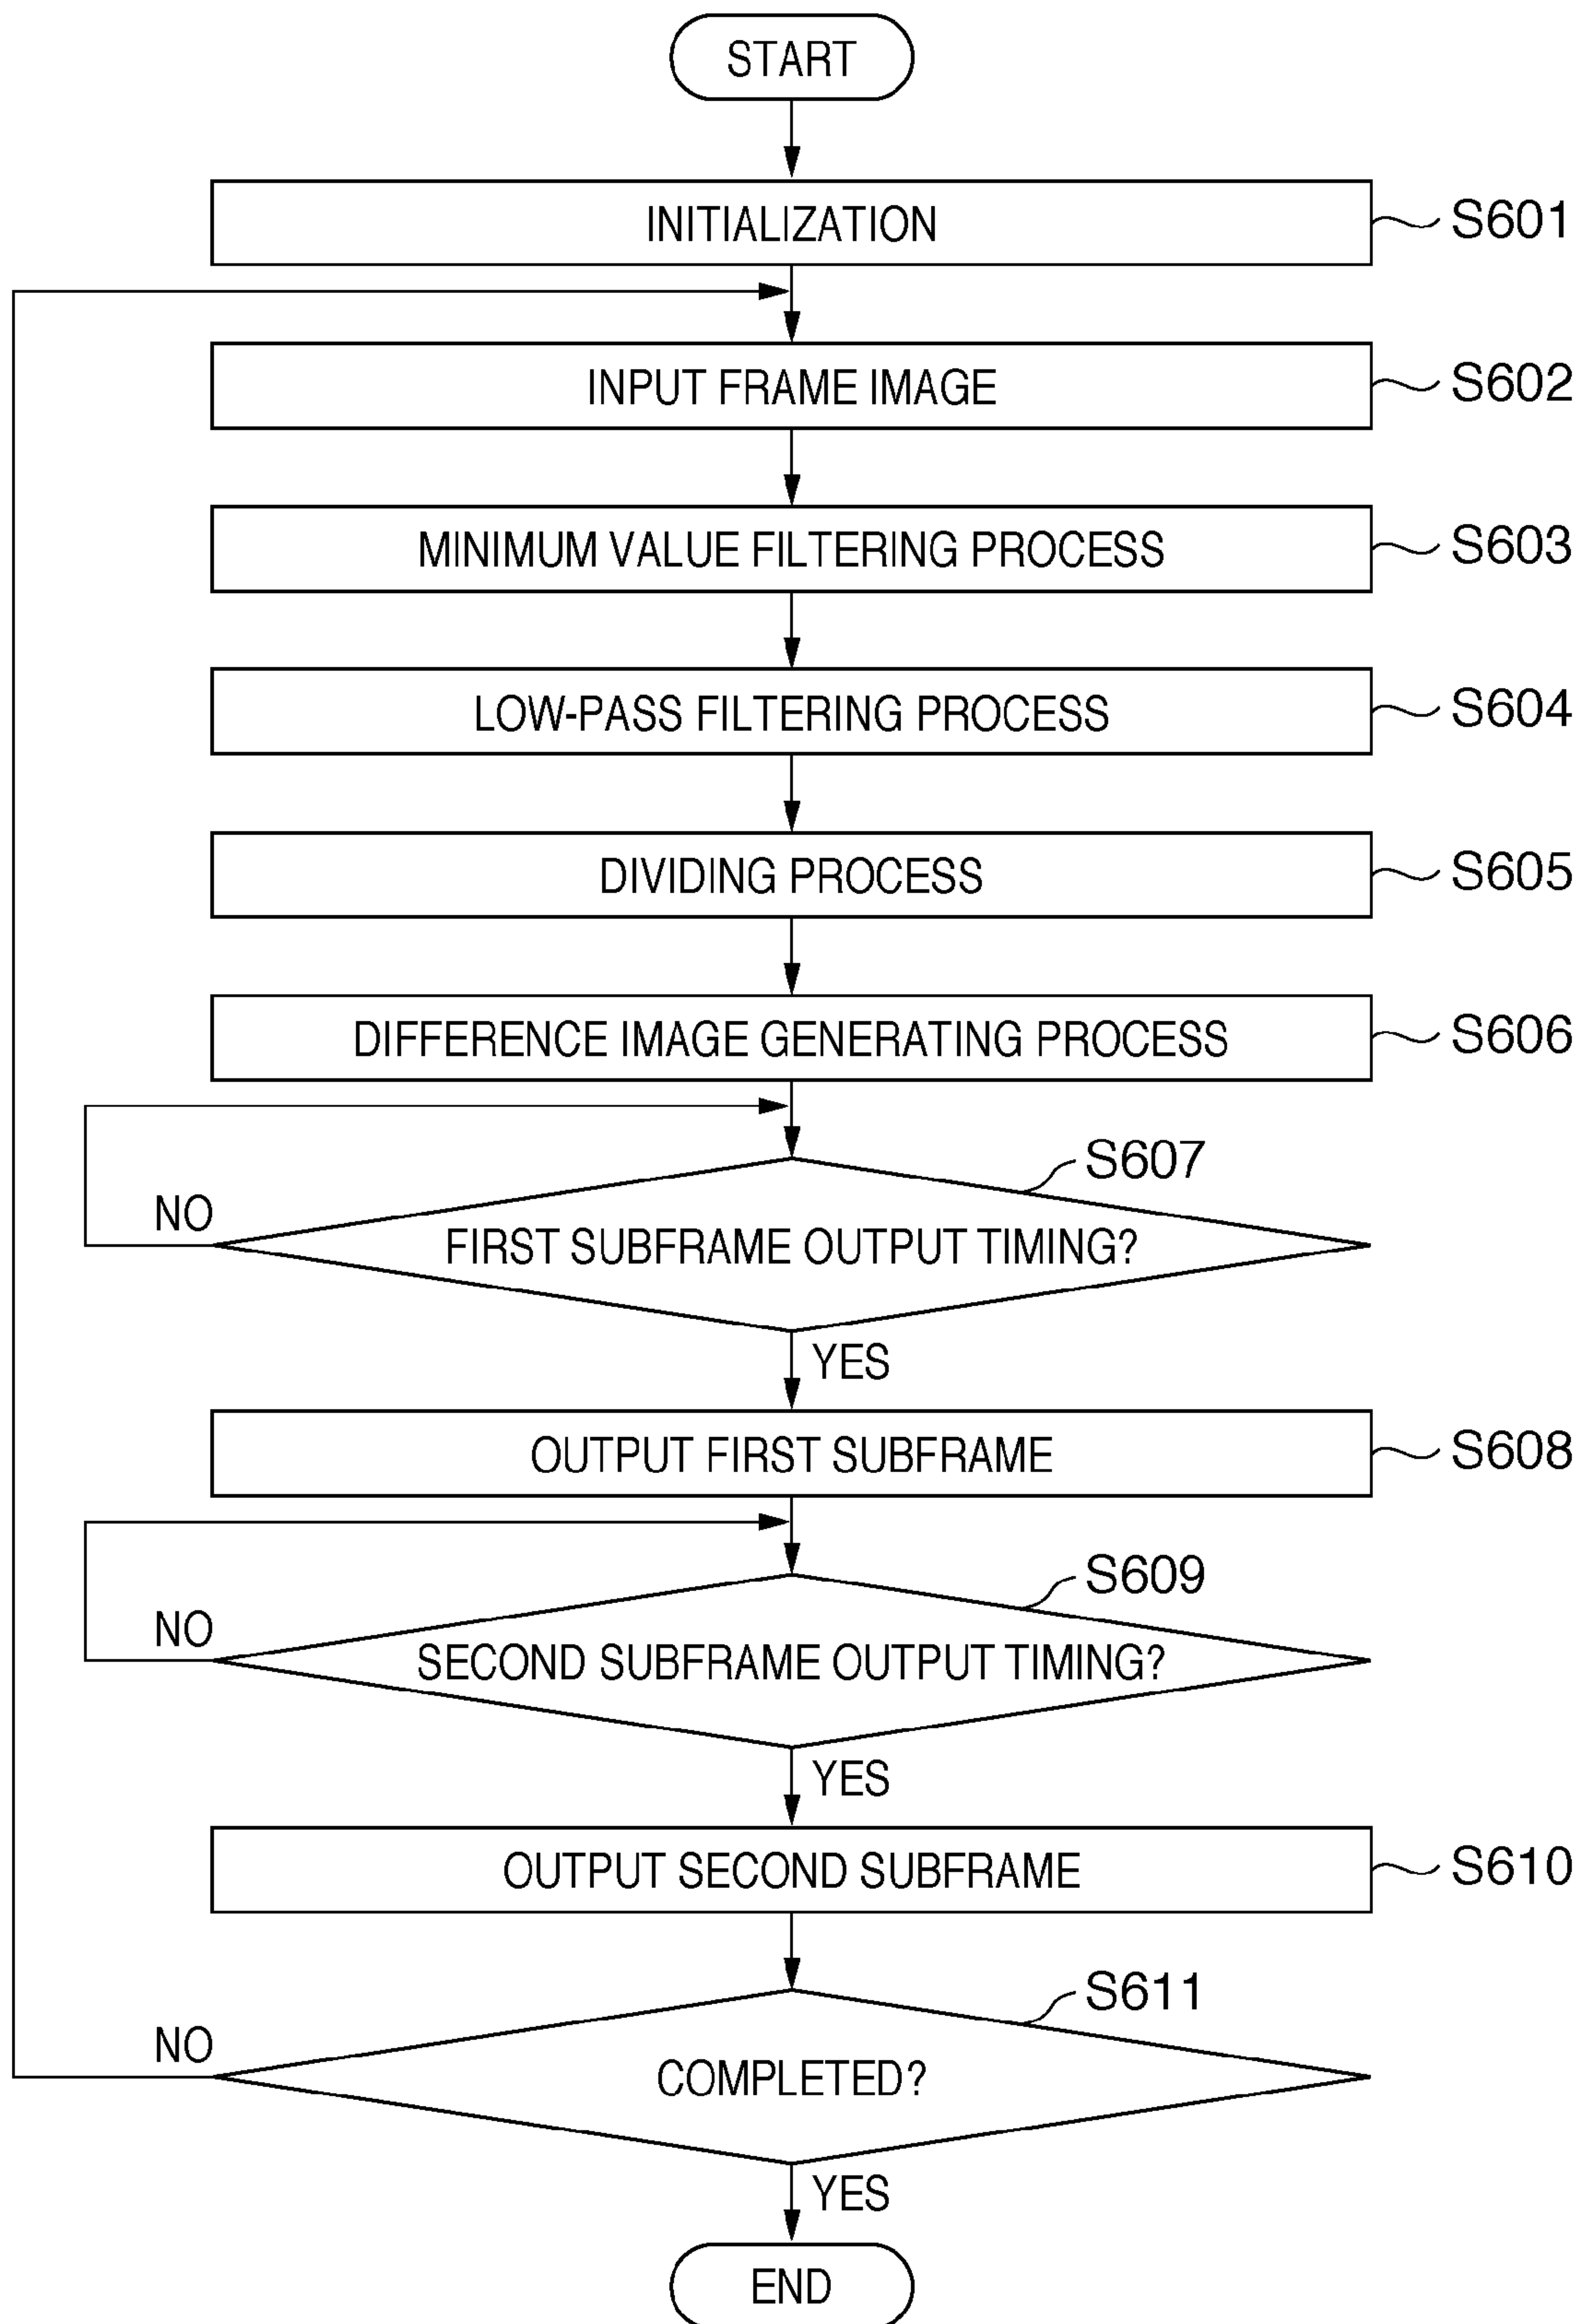 START
INITIALIZATION
S601
INPUT FRAME IMAGE
S602
MINIMUM VALUE FILTERING PROCESS
S603
LOW-PASS FILTERING PROCESS
S604
DIVIDING PROCESS
S605
DIFFERENCE IMAGE GENERATING PROCESS
S606
S607
NO
FIRST SUBFRAME OUTPUT TIMING?
YES
OUTPUT FIRST SUBFRAME
S608
S609
NO
SECOND SUBFRAME OUTPUT TIMING?
YES
OUTPUT SECOND SUBFRAME
S610
S611
NO
COMPLETED?
YES
END